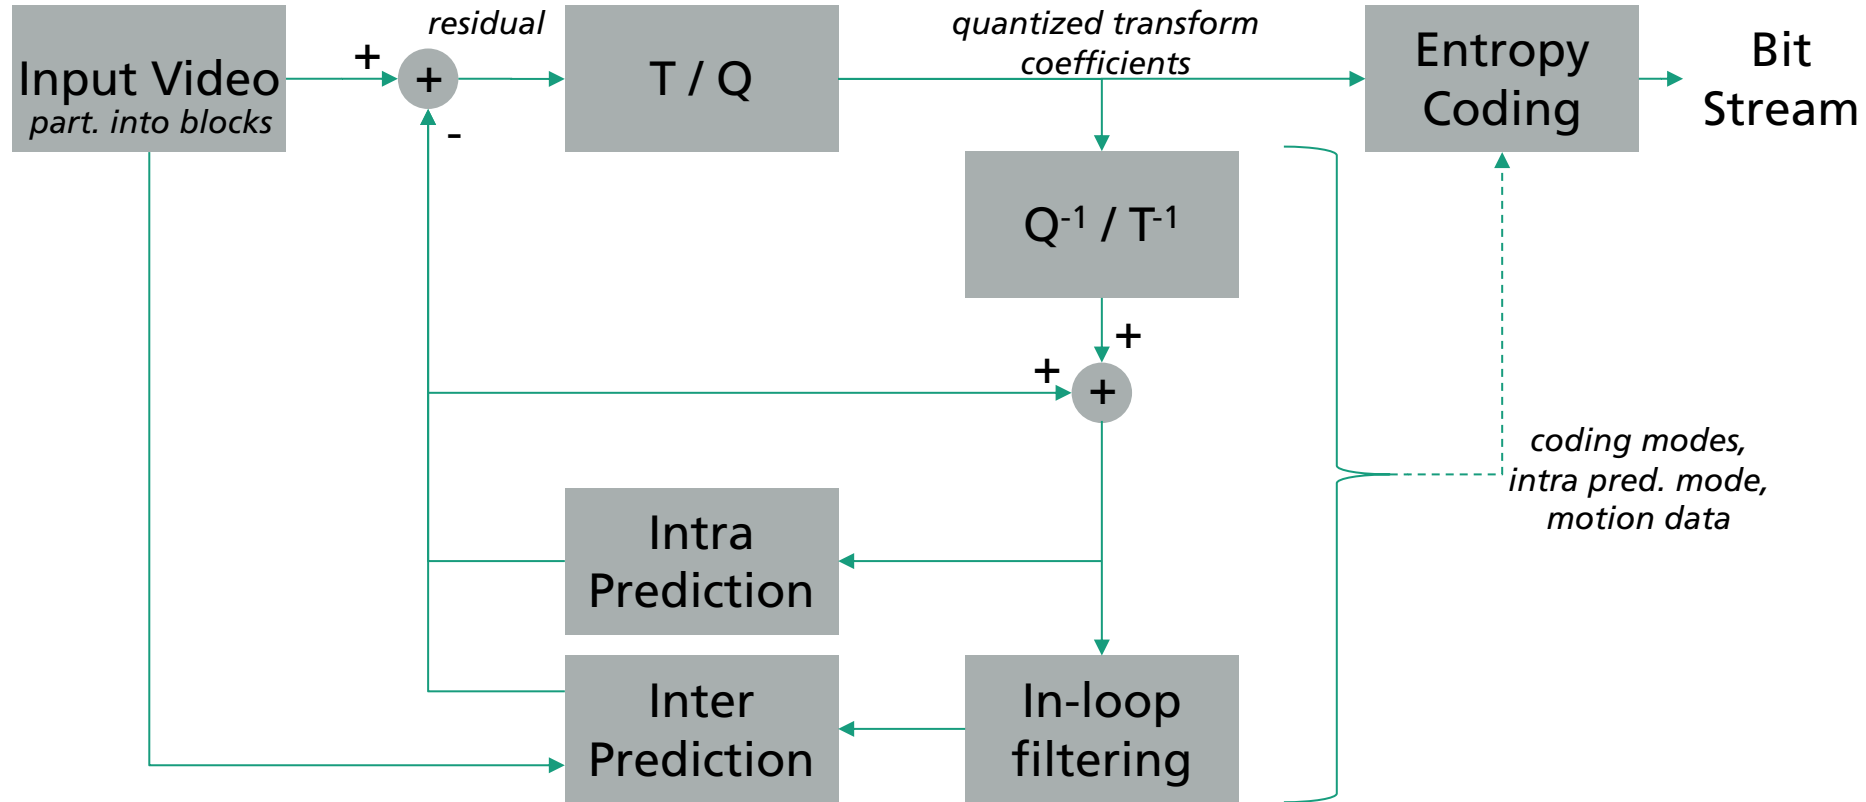 Input Video
part. into blocks
+
+
-
residual
T / Q
quantized transform
coefficients
Entropy
Coding
Bit
Stream
Q-1 / T-1
+
+
+
coding modes,
intra pred. mode,
motion data
Intra
Prediction
Inter
Prediction
In-loop
filtering